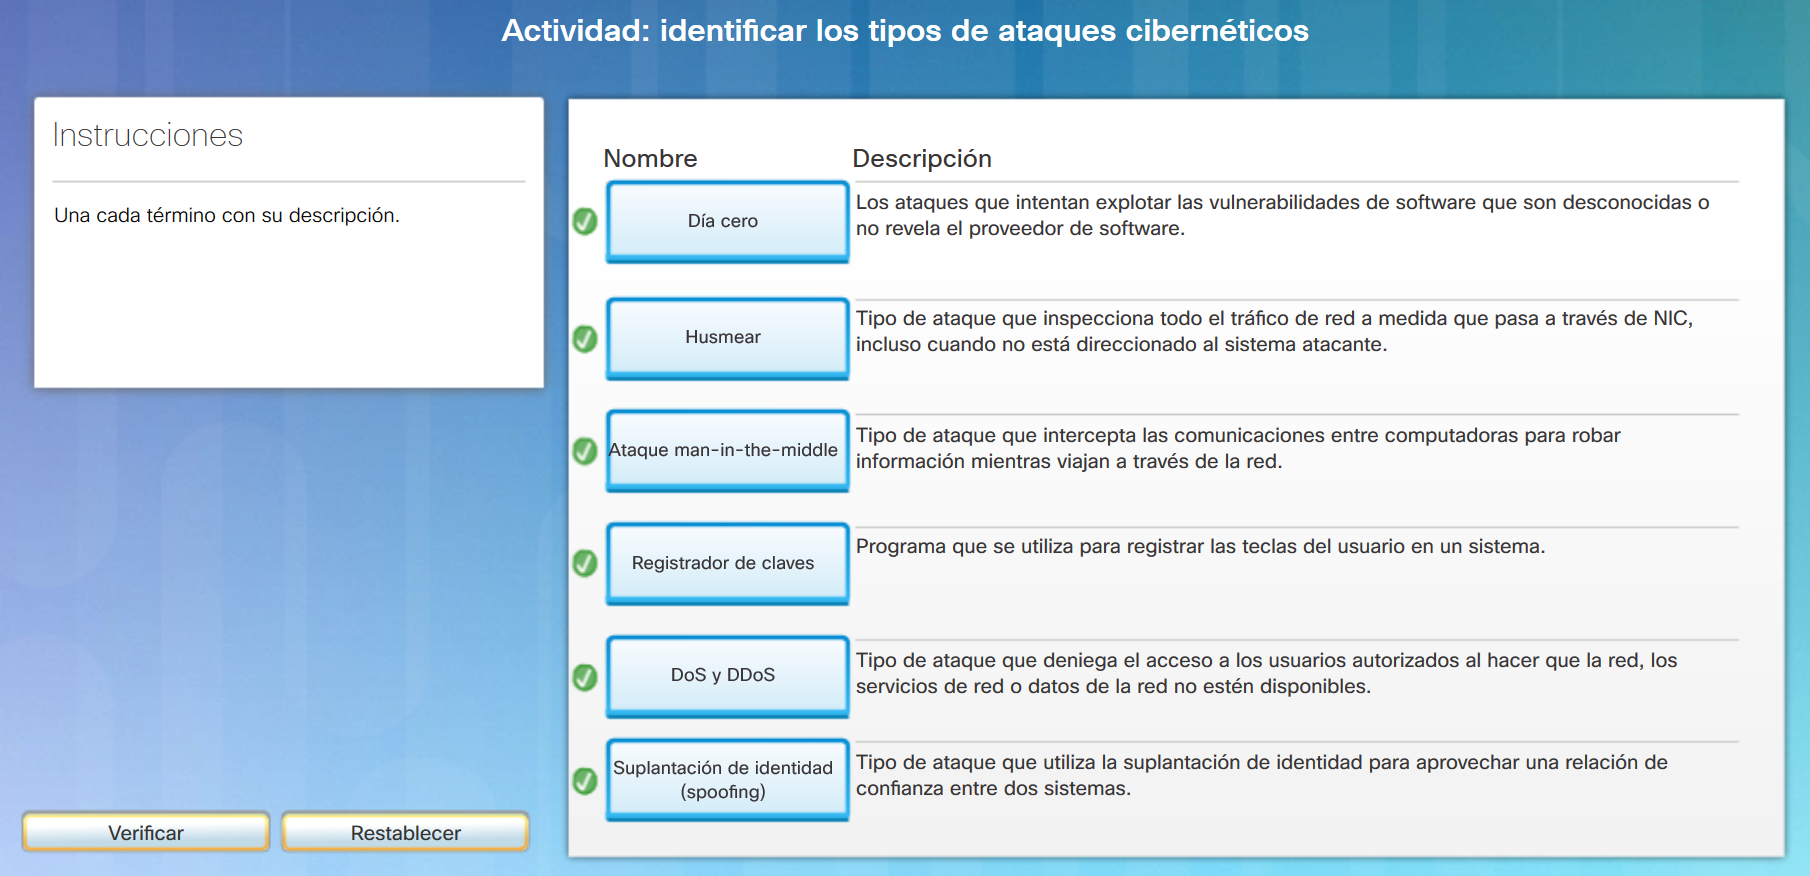 Actividad: identificar los tipos de ataques cibernéticos
Instrucciones
Una cada término con su descripción.
Nombre
Descripción
Día cero
Los ataques que intentan explotar las vulnerabilidades de software que son desconocidas o
no revela el proveedor de software.
Husmear
Tipo de ataque que inspecciona todo el tráfico de red a medida que pasa a través de NIC,
incluso cuando no está direccionado al sistema atacante.
Ataque man-in-the-middle
Tipo de ataque que intercepta las comunicaciones entre computadoras para robar
información mientras viajan a través de la red.
Registrador de claves
Programa que se utiliza para registrar las teclas del usuario en un sistema.
DoS y DDoS
Tipo de ataque que deniega el acceso a los usuarios autorizados al hacer que la red, los
servicios de red o datos de la red no estén disponibles.
Suplantación de identidad
(spoofing)
Tipo de ataque que utiliza la suplantación de identidad para aprovechar una relación de
confianza entre dos sistemas.
Verificar
Restablecer